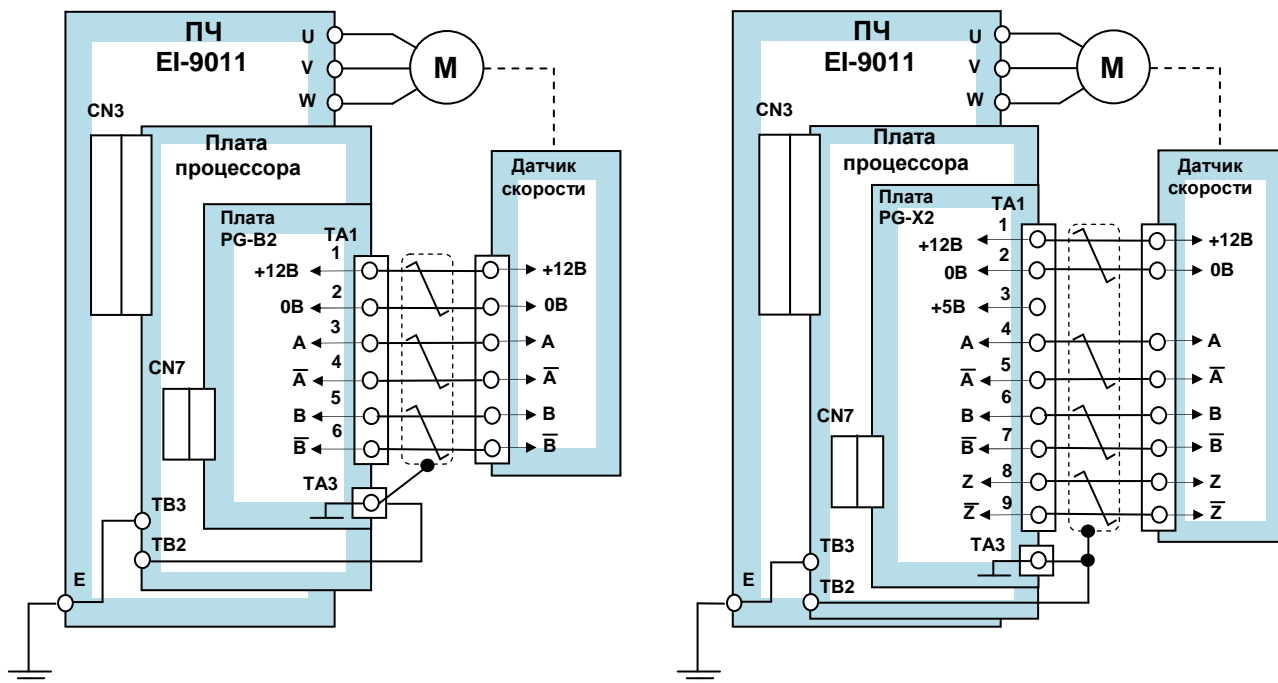 ПЧ
EI-9011
U
V
W
M
CN3
Плата
процессора
Датчик
скорости
Плата
PG-B2
TA1
1
+12В
+12В
2
0В
0В
3
A
A
CN7
4
A̅
A̅
5
B
B
6
B̅
B̅
TA3
TB3
TB2
E
ПЧ
EI-9011
U
V
W
M
CN3
Плата
процессора
Датчик
скорости
Плата
PG-X2
TA1
1
+12В
+12В
2
0В
0В
3
+5В
4
A
A
5
A̅
A̅
CN7
6
B
B
7
B̅
B̅
8
Z
Z
9
Z̅
Z̅
TA3
TB3
TB2
E